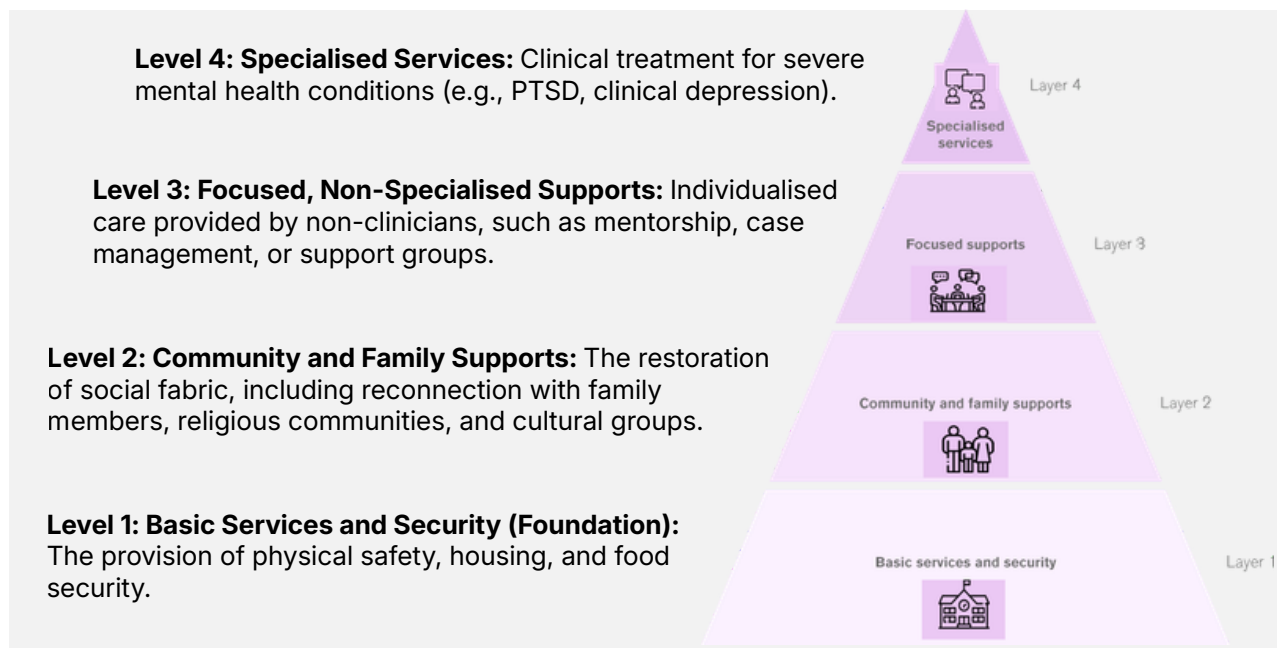 Level 4: Specialised Services: Clinical treatment for severe
mental health conditions (e.g., PTSD, clinical depression).
Layer 4
Specialised
services
Level 3: Focused, Non-Specialised Supports: Individualised
care provided by non-clinicians, such as mentorship, case
management, or support groups.
Focused supports
Layer 3
Level 2: Community and Family Supports: The restoration
of social fabric, including reconnection with family
members, religious communities, and cultural groups.
Community and family supports
Layer 2
Level 1: Basic Services and Security (Foundation):
The provision of physical safety, housing, and food
security.
Basic services and security
Layer 1